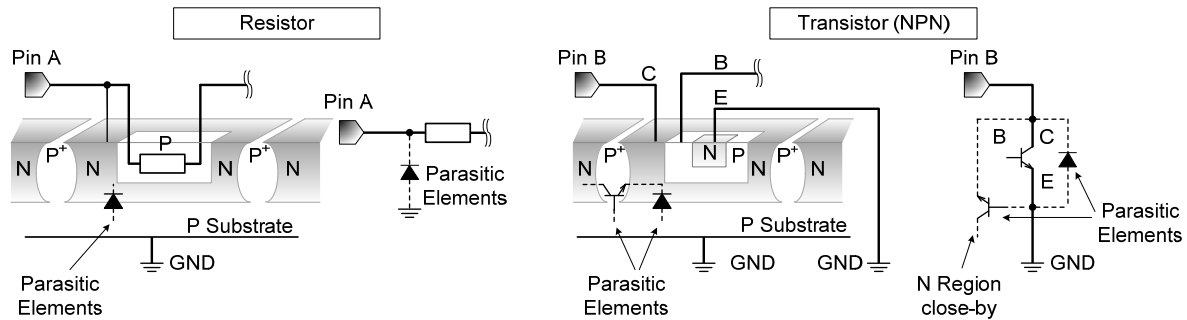 Resistor
Transistor (NPN)
Pin A
Pin A
N
P+
N
P
N
P+
N
Parasitic
Elements
P Substrate
GND
Parasitic
Elements
Pin B
C
B
E
N
P+
N
N
P
N
P+
N
P Substrate
GND
GND
Parasitic
Elements
Pin B
B
C
E
Parasitic
Elements
GND
N Region
close-by